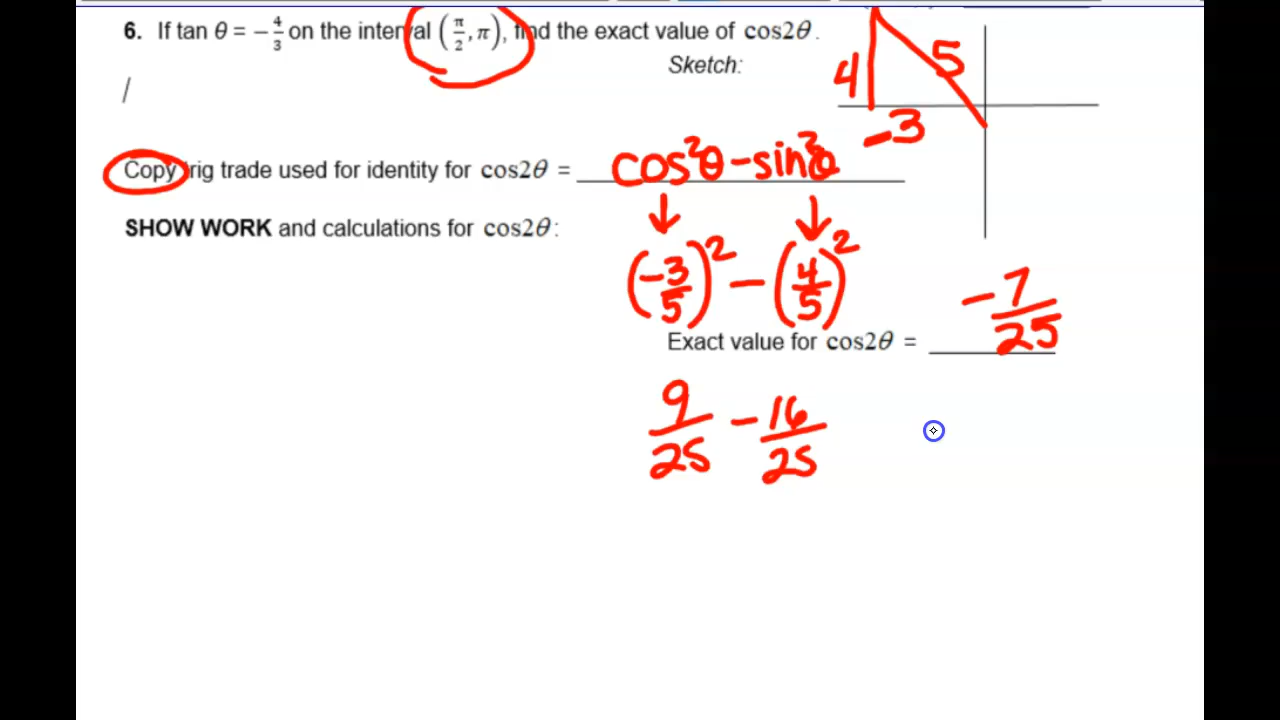 6. If tan θ = -4/3 on the interval (π/2, π), find the exact value of cos2θ.
Sketch:
4 5
-3
/
Copy trig trade used for identity for cos2θ = cos²θ - sin²θ
SHOW WORK and calculations for cos2θ:
(-3/5)² - (4/5)²
Exact value for cos2θ = -7/25
9/25 - 16/25